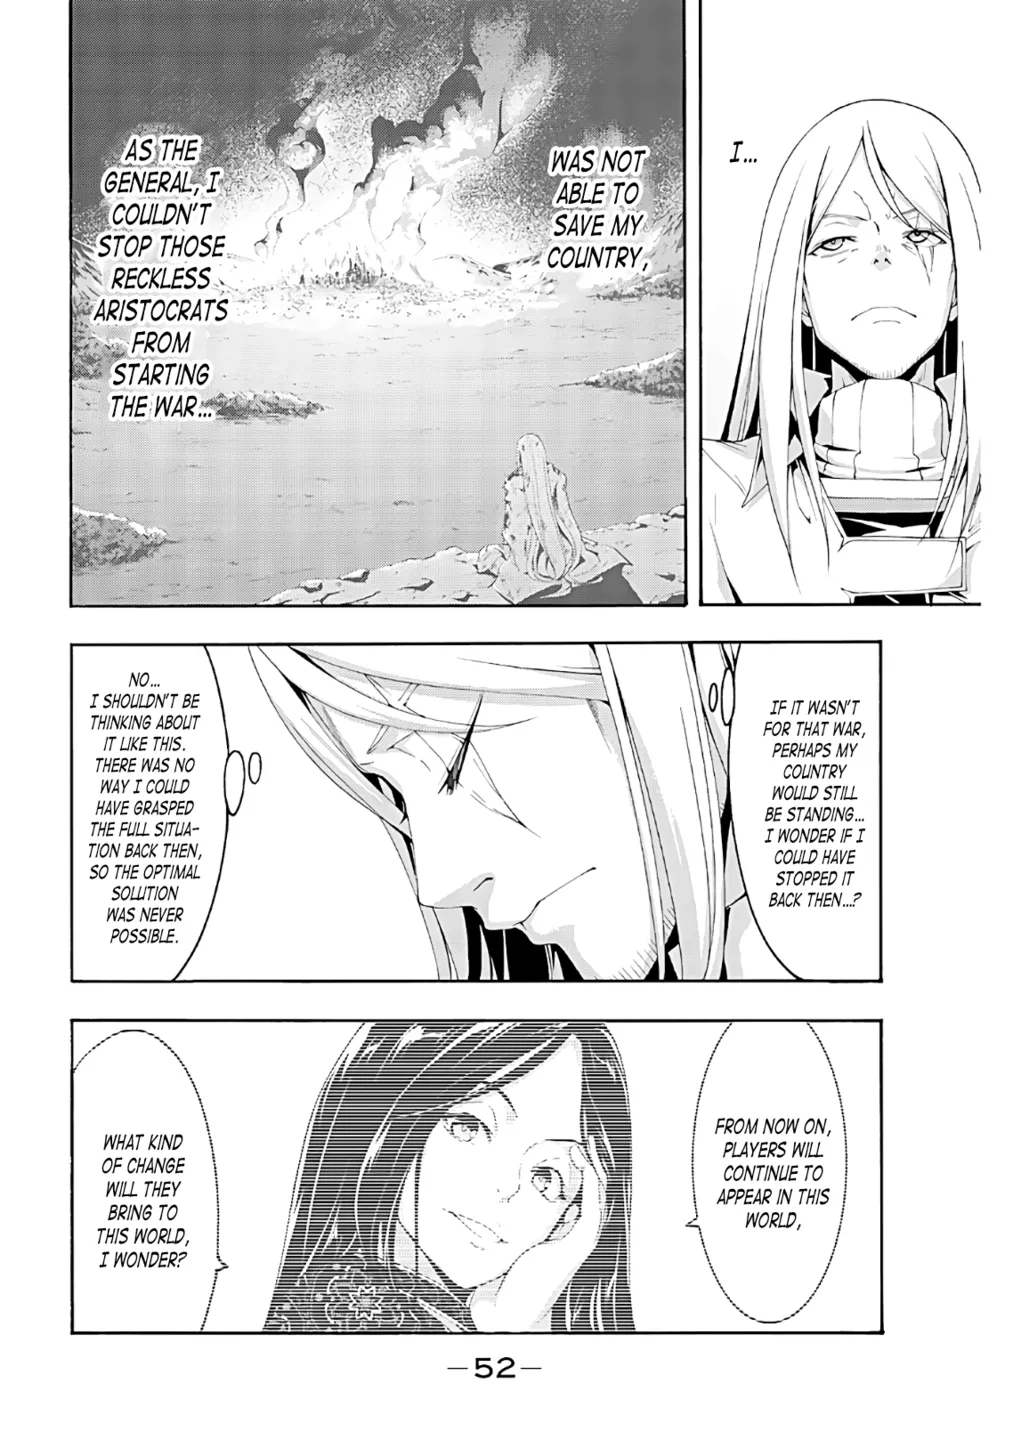 I...
WAS NOT
ABLE TO
SAVE MY
COUNTRY,
AS THE
GENERAL, I
COULDN'T
STOP THOSE
RECKLESS
ARISTOCRATS
FROM
STARTING
THE WAR...
IF IT WASN'T
FOR THAT WAR,
PERHAPS MY
COUNTRY
WOULD STILL
BE STANDING...
I WONDER IF I
COULD HAVE
STOPPED IT
BACK THEN...?
NO...
I SHOULDN'T BE
THINKING ABOUT
IT LIKE THIS.
THERE WAS NO
WAY I COULD
HAVE GRASPED
THE FULL SITUA-
TION BACK THEN,
SO THE OPTIMAL
SOLUTION
WAS NEVER
POSSIBLE.
FROM NOW ON,
PLAYERS WILL
CONTINUE TO
APPEAR IN THIS
WORLD,
WHAT KIND
OF CHANGE
WILL THEY
BRING TO
THIS WORLD,
I WONDER?
—52—